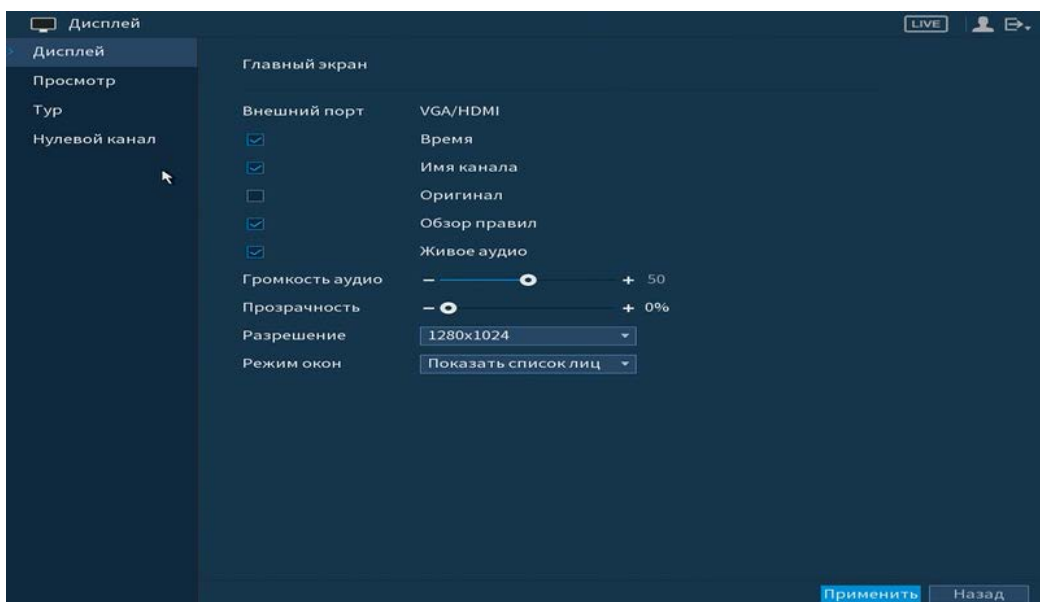 Дисплей
LIVE
Дисплей
Просмотр
Тур
Нулевой канал
Главный экран
Внешний порт VGA/HDMI
Время
Имя канала
Оригинал
Обзор правил
Живое аудио
Громкость аудио − + 50
Прозрачность − + 0%
Разрешение 1280x1024
Режим окон Показать список лиц
Применить Назад